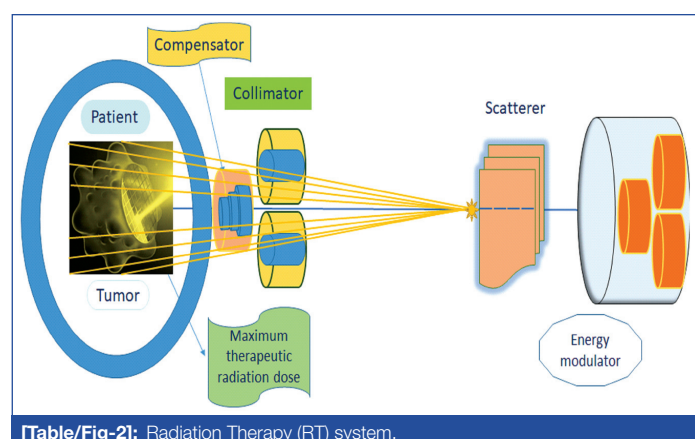 Compensator
Collimator
Patient
Scatterer
Tumor
Maximum
therapeutic
radiation dose
Energy
modulator
[Table/Fig-2]: Radiation Therapy (RT) system.